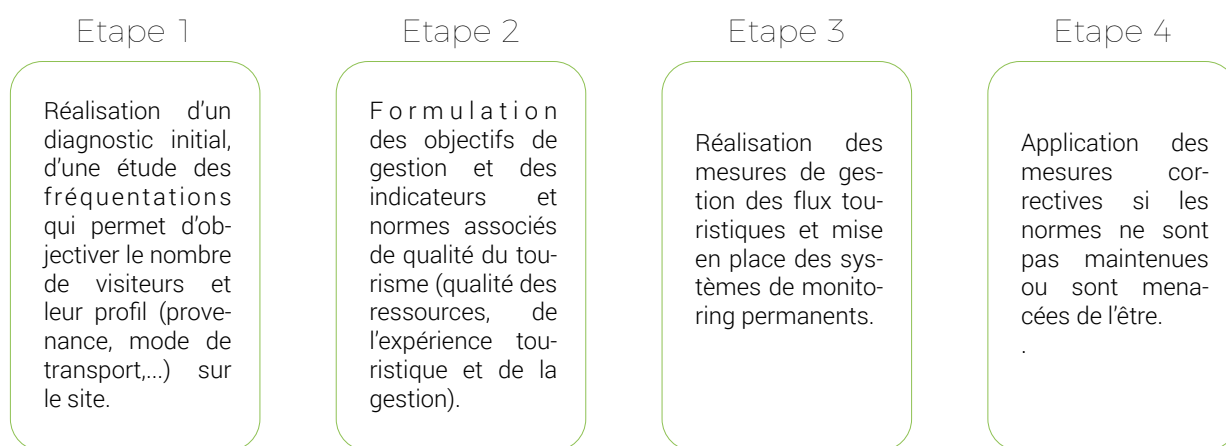 Etape 1
Réalisation d'un
diagnostic initial,
d'une étude des
fréquentations
qui permet d'ob-
jectiver le nombre
de visiteurs et
leur profil (prove-
nance, mode de
transport,...) sur
le site.
Etape 2
Formulation
des objectifs de
gestion et des
indicateurs et
normes associés
de qualité du tou-
risme (qualité des
ressources, de
l'expérience tou-
ristique et de la
gestion).
Etape 3
Réalisation des
mesures de ges-
tion des flux tou-
ristiques et mise
en place des sys-
tèmes de monito-
ring permanents.
Etape 4
Application des
mesures cor-
rectives si les
normes ne sont
pas maintenues
ou sont mena-
cées de l'être.
.